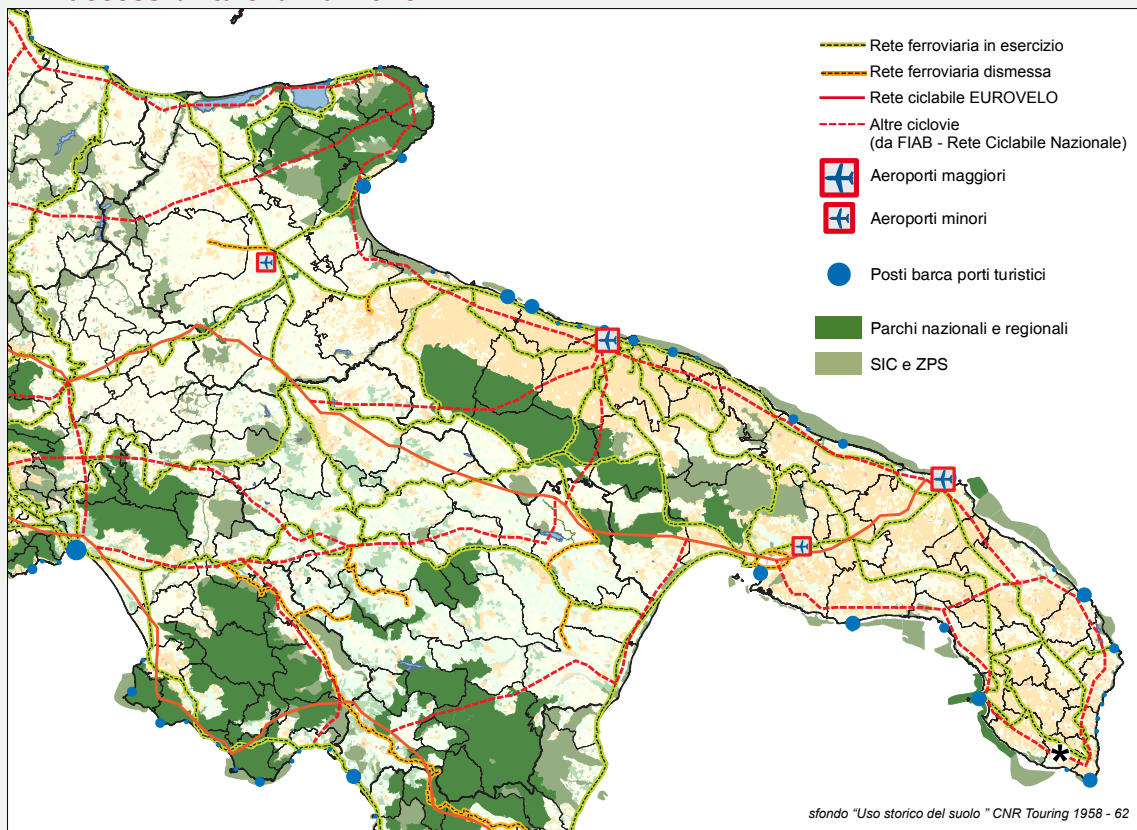 Rete ferroviaria in esercizio
Rete ferroviaria dismessa
Rete ciclabile EUROVELO
Altre ciclovie
(da FIAB - Rete Ciclabile Nazionale)
Aeroporti maggiori
Aeroporti minori
Posti barca porti turistici
Parchi nazionali e regionali
SIC e ZPS
*
sfondo "Uso storico del suolo " CNR Touring 1958 - 62